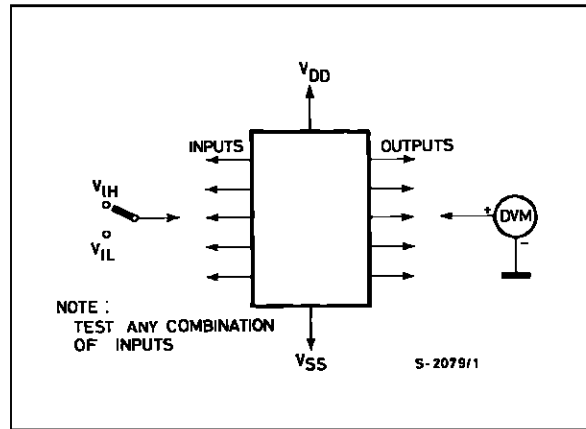 VDD
INPUTS
OUTPUTS
VIH
VIL
+
DVM
-
NOTE :
TEST ANY COMBINATION
OF INPUTS
VSS
S-2079/1